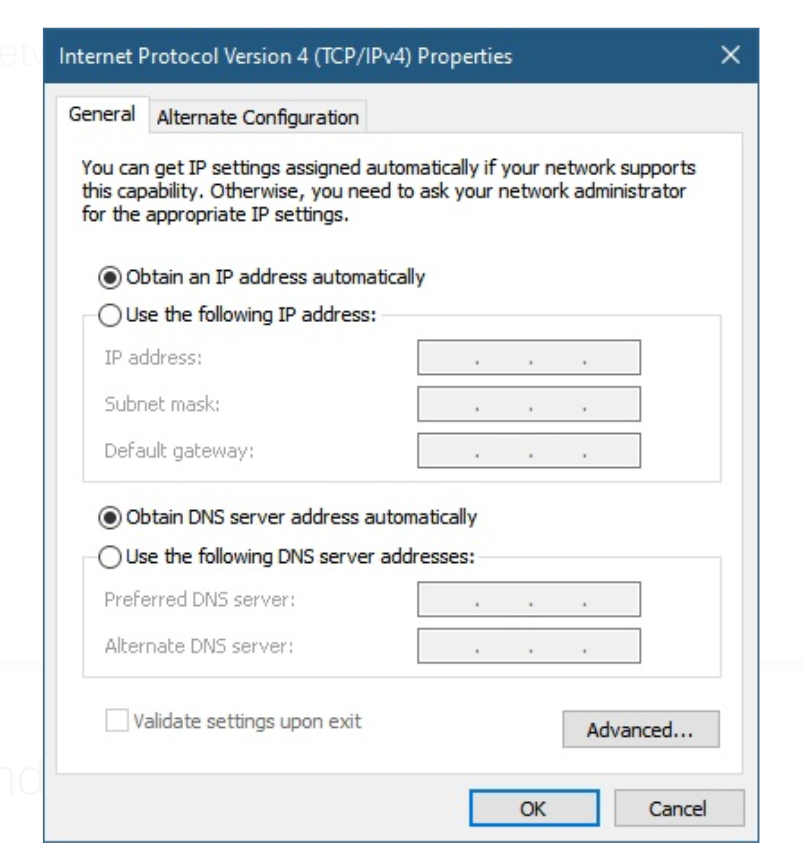 Internet Protocol Version 4 (TCP/IPv4) Properties
General
Alternate Configuration
You can get IP settings assigned automatically if your network supports
this capability. Otherwise, you need to ask your network administrator
for the appropriate IP settings.
Obtain an IP address automatically
Use the following IP address:
IP address:
Subnet mask:
Default gateway:
Obtain DNS server address automatically
Use the following DNS server addresses:
Preferred DNS server:
Alternate DNS server:
Validate settings upon exit
Advanced...
OK
Cancel